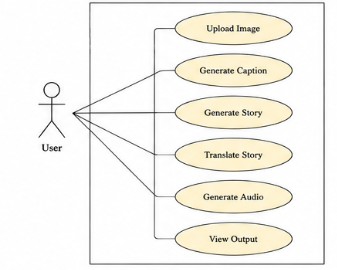 Upload Image
Generate Caption
Generate Story
User
Translate Story
Generate Audio
View Output